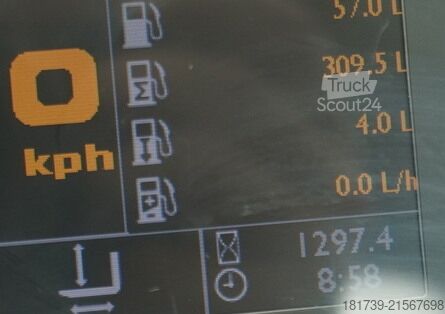 57.0 L
0
309.5 L
Truck
Scout24
Σ
4.0 L
kph
0.0 L/h
1297.4
8:58
181739-21567698